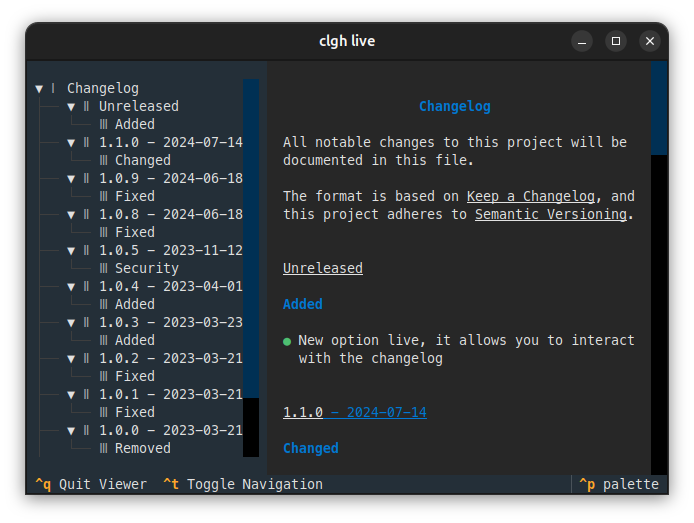 clgh live
▼ Ⅰ Changelog
▼ Ⅱ Unreleased
Ⅲ Added
▼ Ⅱ 1.1.0 - 2024-07-14
Ⅲ Changed
▼ Ⅱ 1.0.9 - 2024-06-18
Ⅲ Fixed
▼ Ⅱ 1.0.8 - 2024-06-18
Ⅲ Fixed
▼ Ⅱ 1.0.5 - 2023-11-12
Ⅲ Security
▼ Ⅱ 1.0.4 - 2023-04-01
Ⅲ Added
▼ Ⅱ 1.0.3 - 2023-03-23
Ⅲ Added
▼ Ⅱ 1.0.2 - 2023-03-21
Ⅲ Fixed
▼ Ⅱ 1.0.1 - 2023-03-21
Ⅲ Fixed
▼ Ⅱ 1.0.0 - 2023-03-21
Ⅲ Removed
Changelog
All notable changes to this project will be
documented in this file.
The format is based on Keep a Changelog, and
this project adheres to Semantic Versioning.
Unreleased
Added
● New option live, it allows you to interact
with the changelog
1.1.0 - 2024-07-14
Changed
^q Quit Viewer ^t Toggle Navigation ^p palette